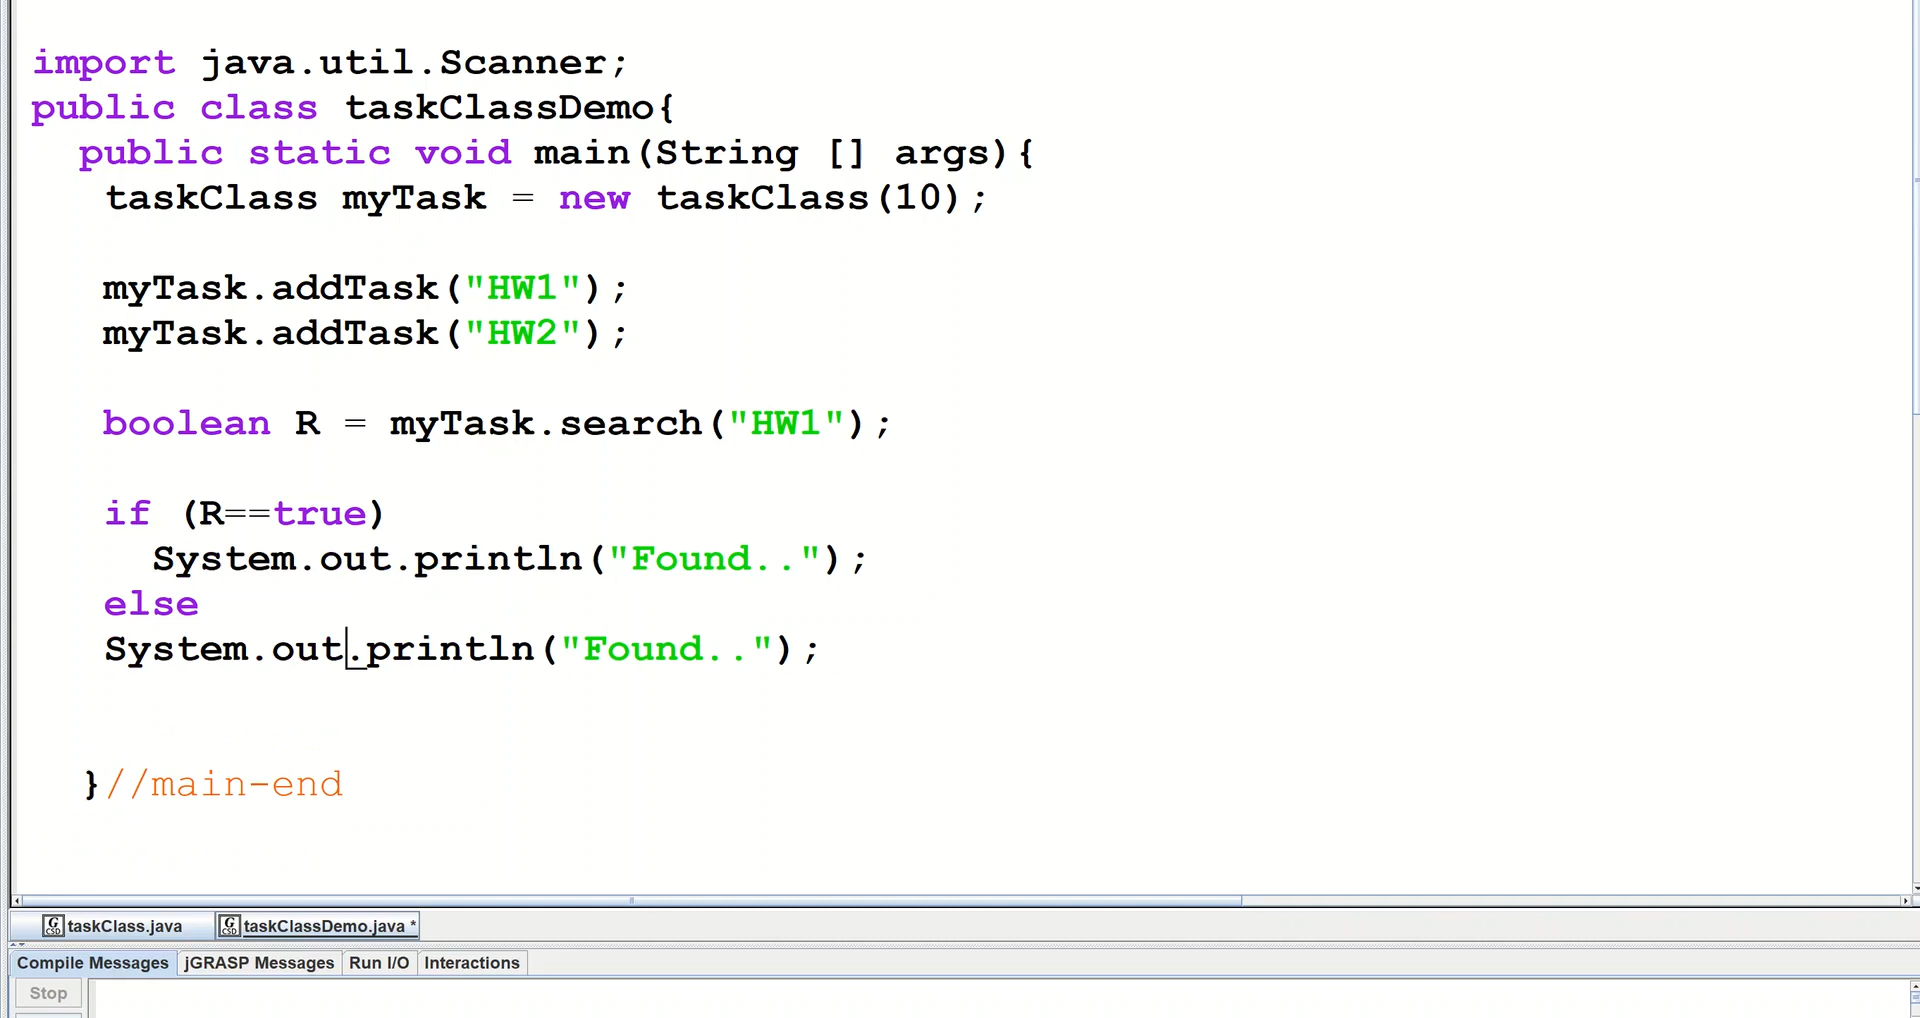 import java.util.Scanner;
public class taskClassDemo{
public static void main(String [] args){
taskClass myTask = new taskClass(10);
myTask.addTask("HW1");
myTask.addTask("HW2");
boolean R = myTask.search("HW1");
if (R==true)
System.out.println("Found..");
else
System.out.println("Found..");
}//main-end
taskClass.java taskClassDemo.java *
Compile Messages jGRASP Messages Run I/O Interactions
Stop